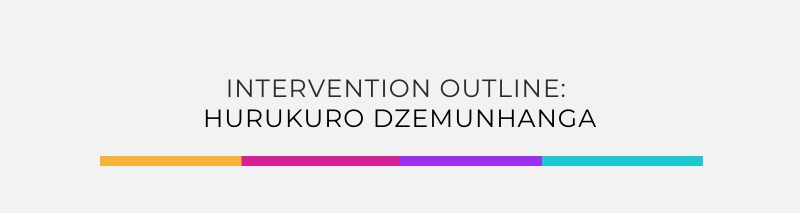 INTERVENTION OUTLINE:
HURUKURO DZEMUNHANGA